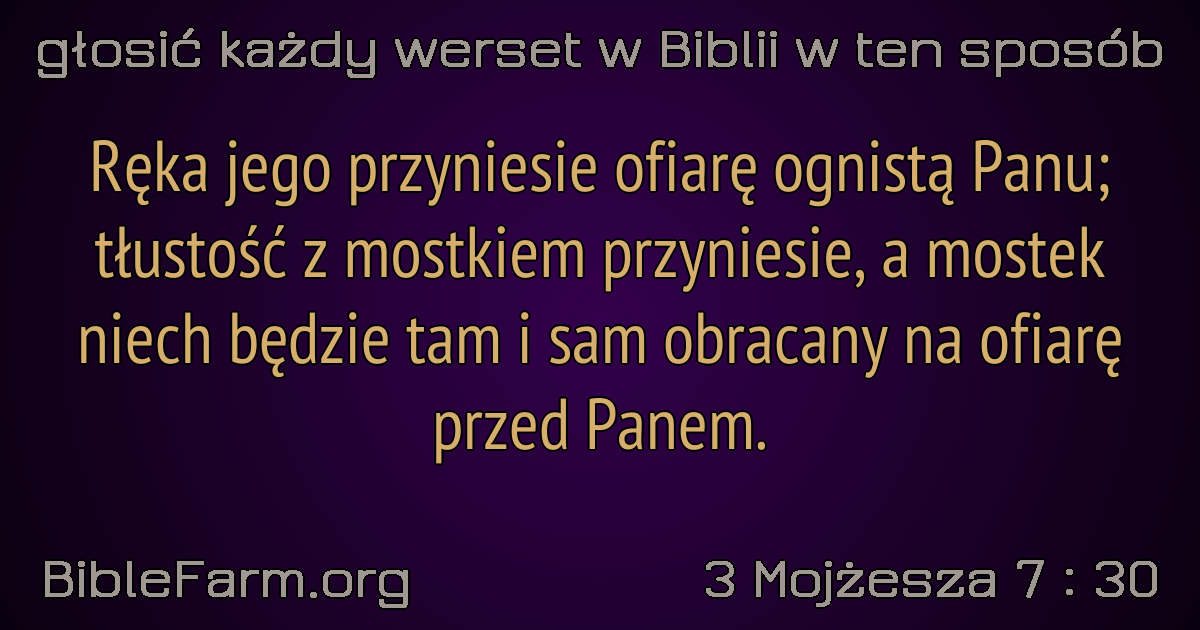 głosić każdy werset w Biblii w ten sposób
Ręka jego przyniesie ofiarę ognistą Panu;
tłustość z mostkiem przyniesie, a mostek
niech będzie tam i sam obracany na ofiarę
przed Panem.
BibleFarm.org
3 Mojżesza 7 : 30